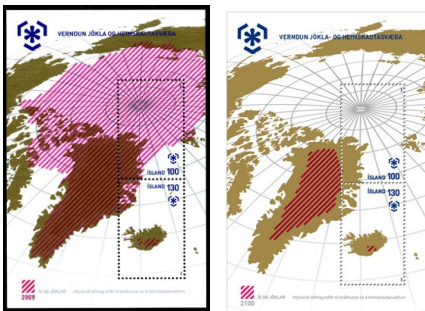 VERNDUN JÖKLA OG HEIMSKAUTASVÆÐA
ÍSLAND 100
ÍSLAND 130
2009
VERNDUN JÖKLA- OG HEIMSKAUTASVÆÐA
ÍSLAND 100
ÍSLAND 130
2100